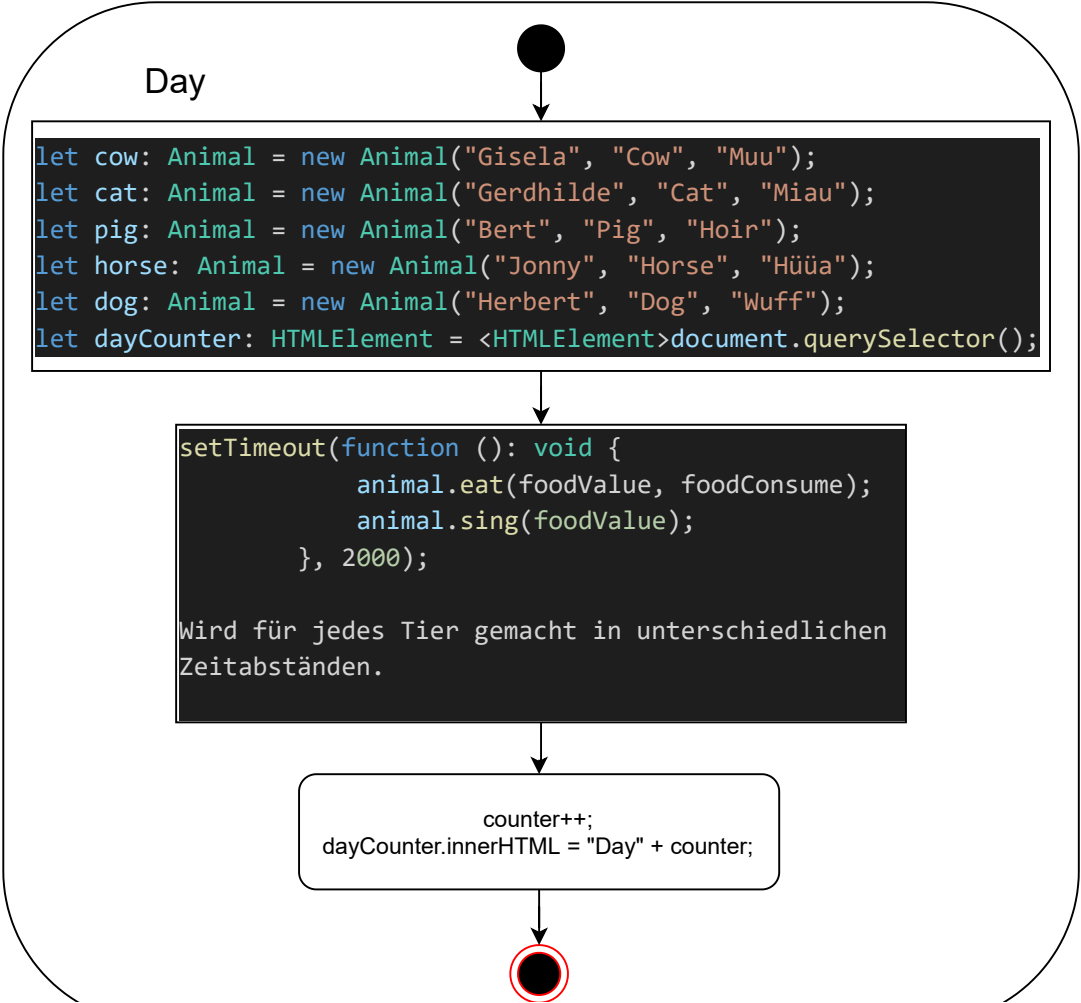 Day
let cow: Animal = new Animal("Gisela", "Cow", "Muu");
let cat: Animal = new Animal("Gerdhilde", "Cat", "Miau");
let pig: Animal = new Animal("Bert", "Pig", "Hoir");
let horse: Animal = new Animal("Jonny", "Horse", "Hüüa");
let dog: Animal = new Animal("Herbert", "Dog", "Wuff");
let dayCounter: HTMLElement = <HTMLElement>document.querySelector();
setTimeout(function (): void {
animal.eat(foodValue, foodConsume);
animal.sing(foodValue);
}, 2000);
Wird für jedes Tier gemacht in unterschiedlichen
Zeitabständen.
counter++;
dayCounter.innerHTML = "Day" + counter;